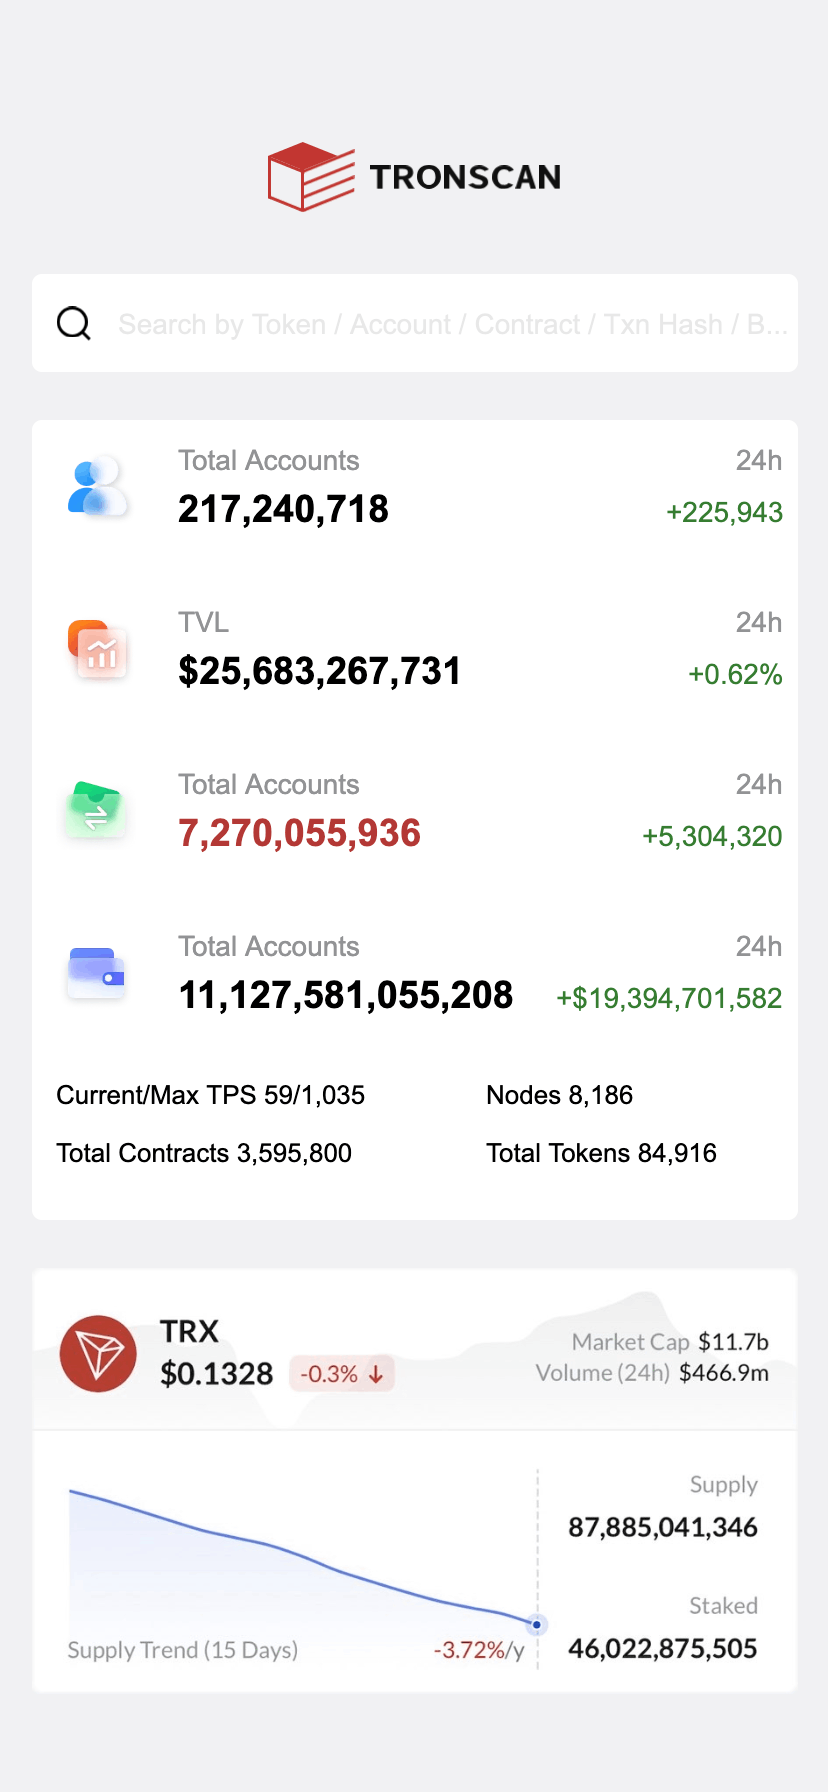 TRONSCAN
Search by Token / Account / Contract / Txn Hash / B...
Total Accounts 24h
217,240,718 +225,943
TVL 24h
$25,683,267,731 +0.62%
Total Accounts 24h
7,270,055,936 +5,304,320
Total Accounts 24h
11,127,581,055,208 +$19,394,701,582
Current/Max TPS 59/1,035 Nodes 8,186
Total Contracts 3,595,800 Total Tokens 84,916
TRX
$0.1328 -0.3% ↓
Market Cap $11.7b
Volume (24h) $466.9m
Supply
87,885,041,346
Staked
46,022,875,505
Supply Trend (15 Days) -3.72%/y